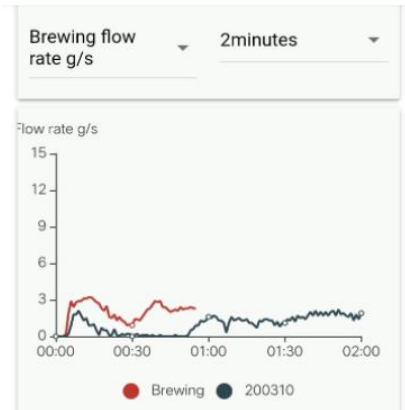 Brewing flow
rate g/s
2minutes
Flow rate g/s
15
12
9
6
3
0
00:00 00:30 01:00 01:30 02:00
Brewing 200310